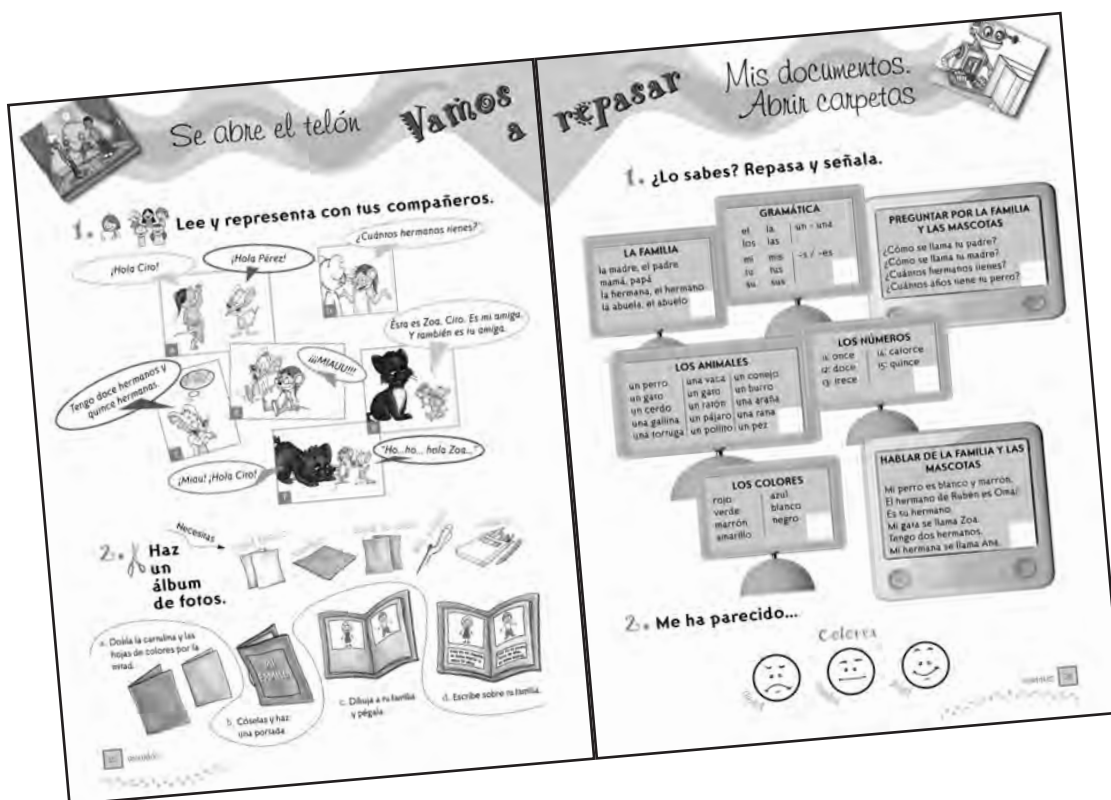 Se abre el telón
Vamos
a
1. Lee y representa con tus compañeros.
¡Hola Ciro!
¡Hola Pérez!
¿Cuántos hermanos tienes?
Tengo doce hermanos y
quince hermanas.
¡¡¡MIAUU!!!
Ésta es Zoa, Ciro. Es mi amiga.
Y también es tu amiga.
¡Miau! ¡Hola Ciro!
"Ho...ho... hola Zoa..."
2. Haz
un
álbum
de fotos.
Necesitas
a. Dobla la cartulina y las
hojas de colores por la
mitad.
MI
FAMILIA
b. Cóselas y haz
una portada.
c. Dibuja a tu familia
y pégala.
d. Escribe sobre tu familia.
repasar
Mis documentos.
Abrir carpetas
1. ¿Lo sabes? Repasa y señala.
LA FAMILIA
la madre, el padre
mamá, papá
la hermana, el hermano
la abuela, el abuelo
GRAMÁTICA
el la un - una
los las
mi mis -s / -es
tu tus
su sus
PREGUNTAR POR LA FAMILIA
Y LAS MASCOTAS
¿Cómo se llama tu padre?
¿Cómo se llama tu madre?
¿Cuántos hermanos tienes?
¿Cuántos años tiene tu perro?
LOS ANIMALES
un perro una vaca un conejo
un gato un gato un burro
un cerdo un ratón una araña
una gallina un pájaro una rana
una tortuga un pollito un pez
LOS NÚMEROS
11: once 14: catorce
12: doce 15: quince
13: trece
LOS COLORES
rojo azul
verde blanco
marrón negro
amarillo
HABLAR DE LA FAMILIA Y LAS
MASCOTAS
Mi perro es blanco y marrón.
El hermano de Rubén es Omar.
Es su hermano.
Mi gata se llama Zoa.
Tengo dos hermanos.
Mi hermana se llama Ana.
2. Me ha parecido...
Colorea